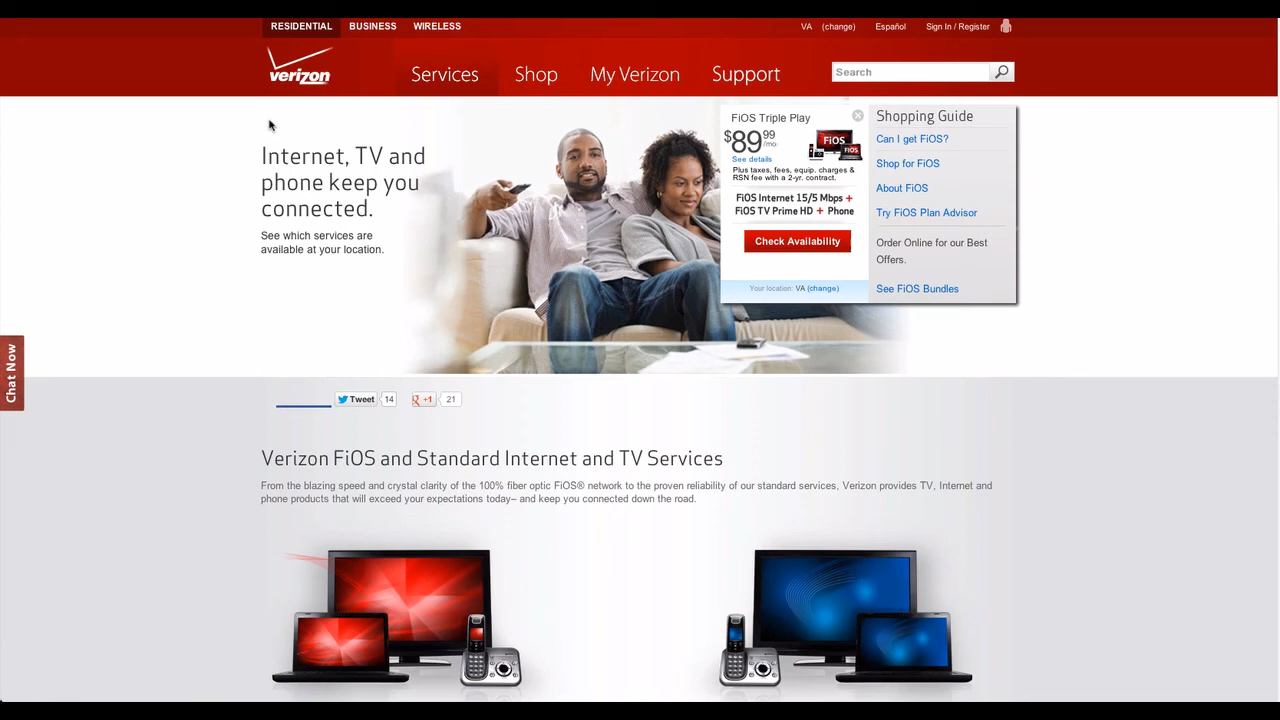 RESIDENTIAL BUSINESS WIRELESS
VA (change) Español Sign In / Register
verizon
Services Shop My Verizon Support
Search
Internet, TV and
phone keep you
connected.
See which services are
available at your location.
FiOS Triple Play
$89.99 /mo
See details
Plus taxes, fees, equip. charges &
RSN fee with a 2-yr. contract.
FiOS Internet 15/5 Mbps +
FiOS TV Prime HD + Phone
Check Availability
Your location: VA (change)
FiOS
FiOS
Shopping Guide
Can I get FiOS?
Shop for FiOS
About FiOS
Try FiOS Plan Advisor
Order Online for our Best
Offers.
See FiOS Bundles
Chat Now
Tweet 14 +1 21
Verizon FiOS and Standard Internet and TV Services
From the blazing speed and crystal clarity of the 100% fiber optic FiOS® network to the proven reliability of our standard services, Verizon provides TV, Internet and
phone products that will exceed your expectations today– and keep you connected down the road.